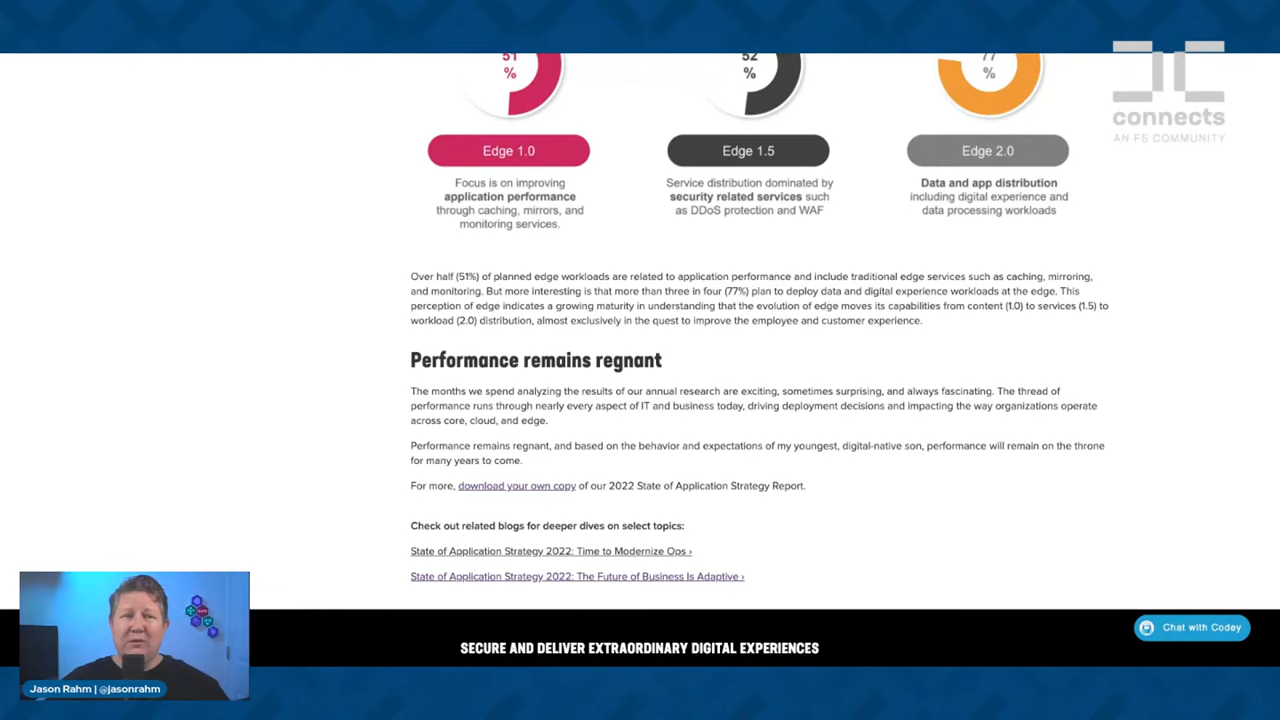 51
%
52
%
77
%
connects
AN F5 COMMUNITY
Edge 1.0
Edge 1.5
Edge 2.0
Focus is on improving
application performance
through caching, mirrors, and
monitoring services.
Service distribution dominated by
security related services such
as DDoS protection and WAF
Data and app distribution
including digital experience and
data processing workloads
Over half (51%) of planned edge workloads are related to application performance and include traditional edge services such as caching, mirroring,
and monitoring. But more interesting is that more than three in four (77%) plan to deploy data and digital experience workloads at the edge. This
perception of edge indicates a growing maturity in understanding that the evolution of edge moves its capabilities from content (1.0) to services (1.5) to
workload (2.0) distribution, almost exclusively in the quest to improve the employee and customer experience.
Performance remains regnant
The months we spend analyzing the results of our annual research are exciting, sometimes surprising, and always fascinating. The thread of
performance runs through nearly every aspect of IT and business today, driving deployment decisions and impacting the way organizations operate
across core, cloud, and edge.
Performance remains regnant, and based on the behavior and expectations of my youngest, digital-native son, performance will remain on the throne
for many years to come.
For more, download your own copy of our 2022 State of Application Strategy Report.
Check out related blogs for deeper dives on select topics:
State of Application Strategy 2022: Time to Modernize Ops ›
State of Application Strategy 2022: The Future of Business Is Adaptive ›
Chat with Codey
SECURE AND DELIVER EXTRAORDINARY DIGITAL EXPERIENCES
Jason Rahm | @jasonrahm